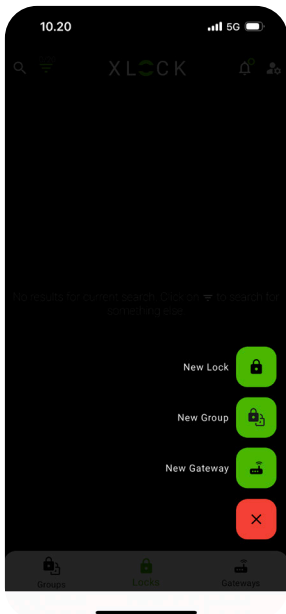 10.20
5G
XLOCK
No results for current search. Click on to search for
something else
New Lock
New Group
New Gateway
Groups
Locks
Gateways